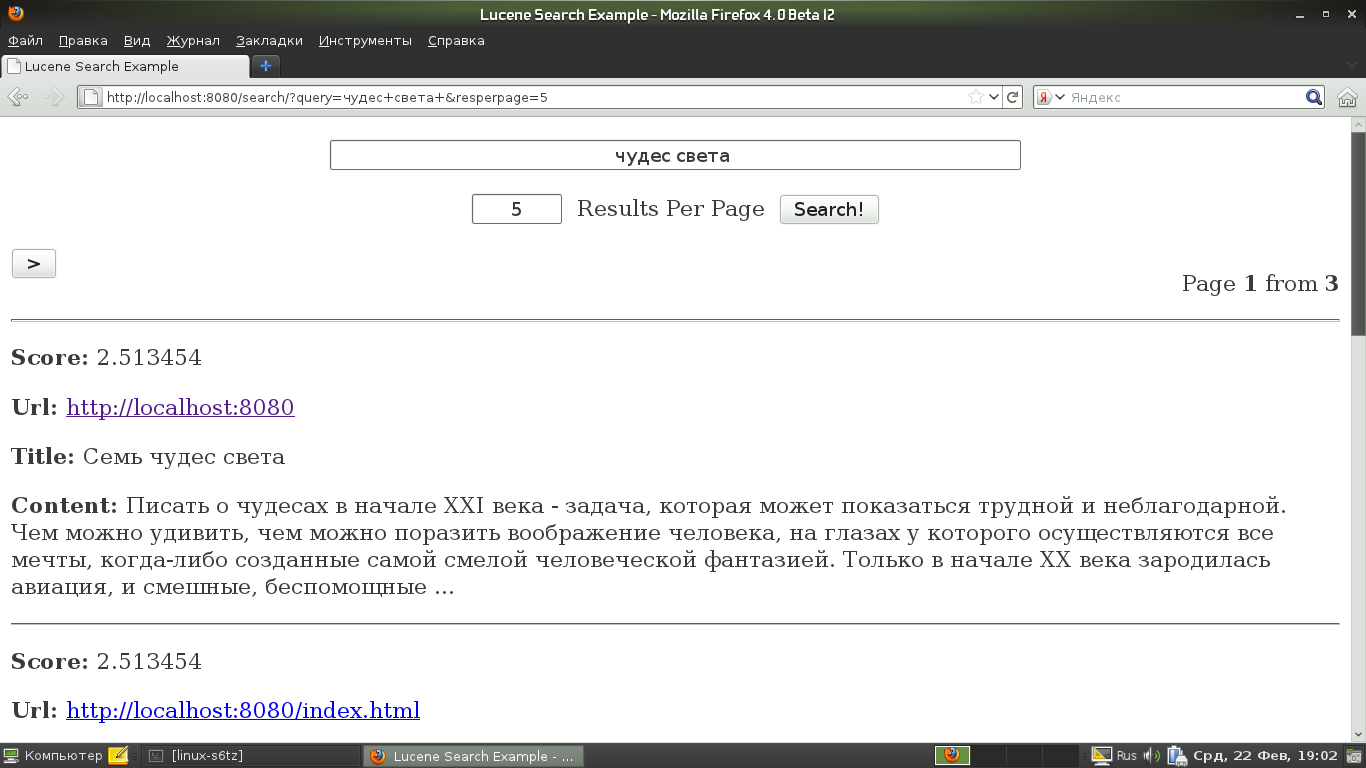 Lucene Search Example - Mozilla Firefox 4.0 Beta 12
Файл Правка Вид Журнал Закладки Инструменты Справка
Lucene Search Example
http://localhost:8080/search/?query=чудес+света+&resperpage=5 Яндекс
чудес света
5 Results Per Page Search!
>
Page 1 from 3
Score: 2.513454
Url: http://localhost:8080
Title: Семь чудес света
Content: Писать о чудесах в начале XXI века - задача, которая может показаться трудной и неблагодарной.
Чем можно удивить, чем можно поразить воображение человека, на глазах у которого осуществляются все
мечты, когда-либо созданные самой смелой человеческой фантазией. Только в начале XX века зародилась
авиация, и смешные, беспомощные ...
Score: 2.513454
Url: http://localhost:8080/index.html
Компьютер [linux-s6tz] Lucene Search Example - ... Rus Срд, 22 Фев, 19:02